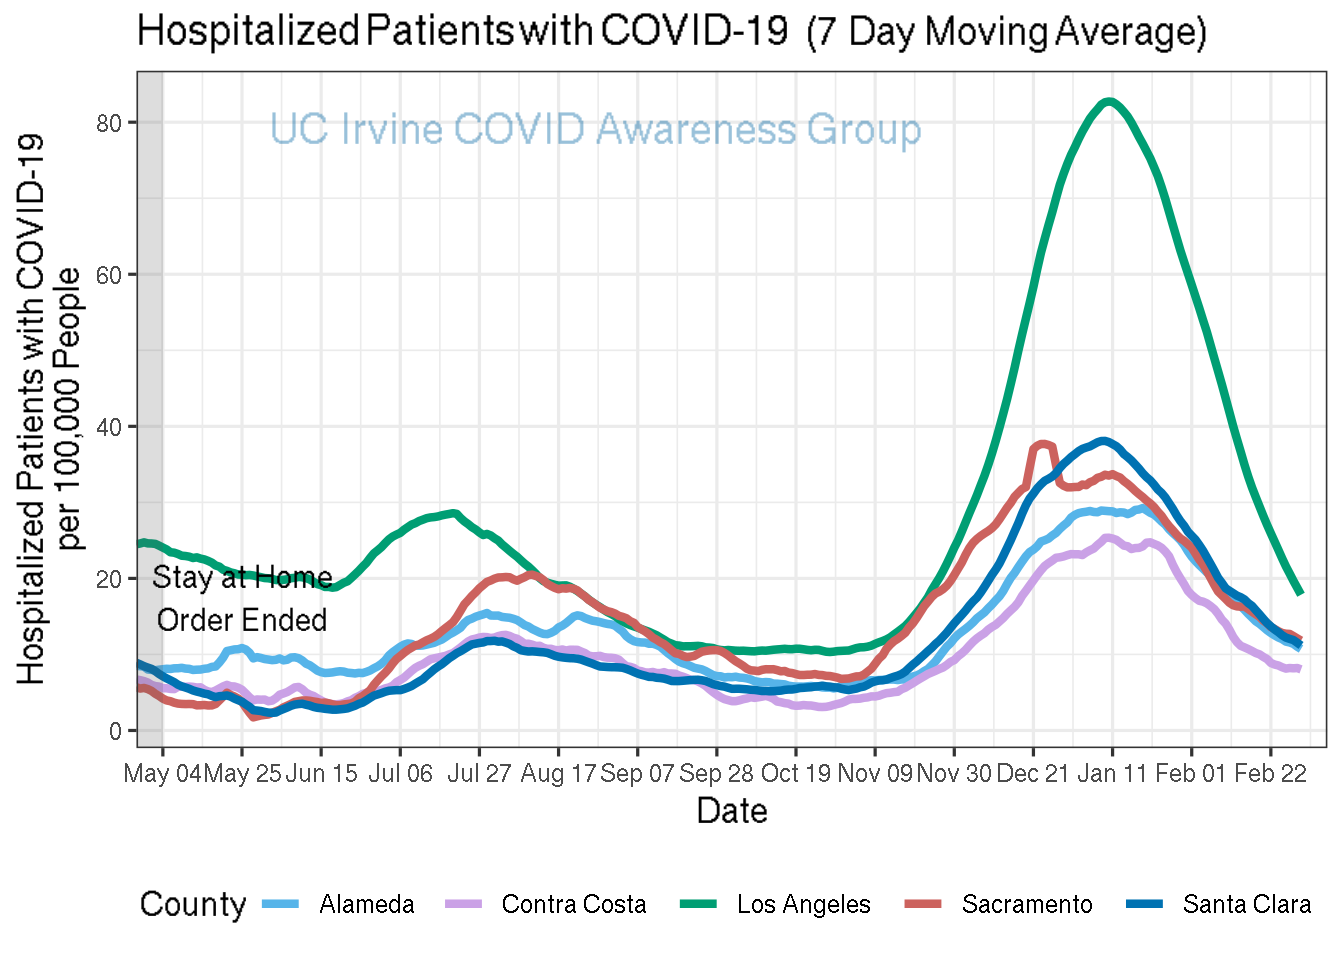 Hospitalized Patients with COVID-19 (7 Day Moving Average)
UC Irvine COVID Awareness Group
Hospitalized Patients with COVID-19
per 100,000 People
80
60
40
20
0
Stay at Home
Order Ended
May 04 May 25 Jun 15 Jul 06 Jul 27 Aug 17 Sep 07 Sep 28 Oct 19 Nov 09 Nov 30 Dec 21 Jan 11 Feb 01 Feb 22
Date
County Alameda Contra Costa Los Angeles Sacramento Santa Clara